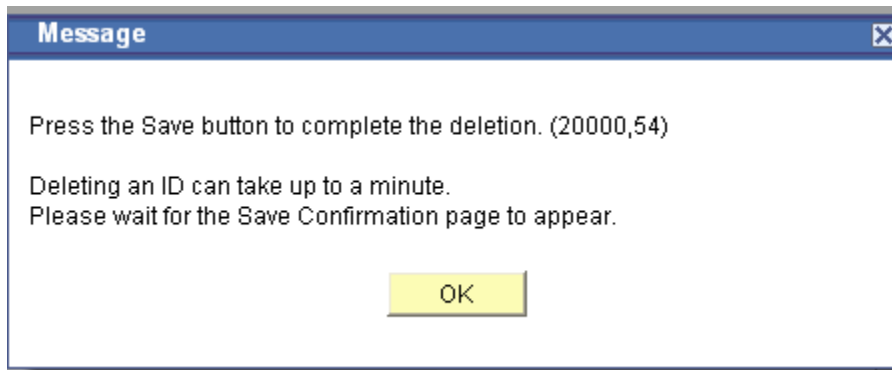 Message
Press the Save button to complete the deletion. (20000,54)
Deleting an ID can take up to a minute.
Please wait for the Save Confirmation page to appear.
OK